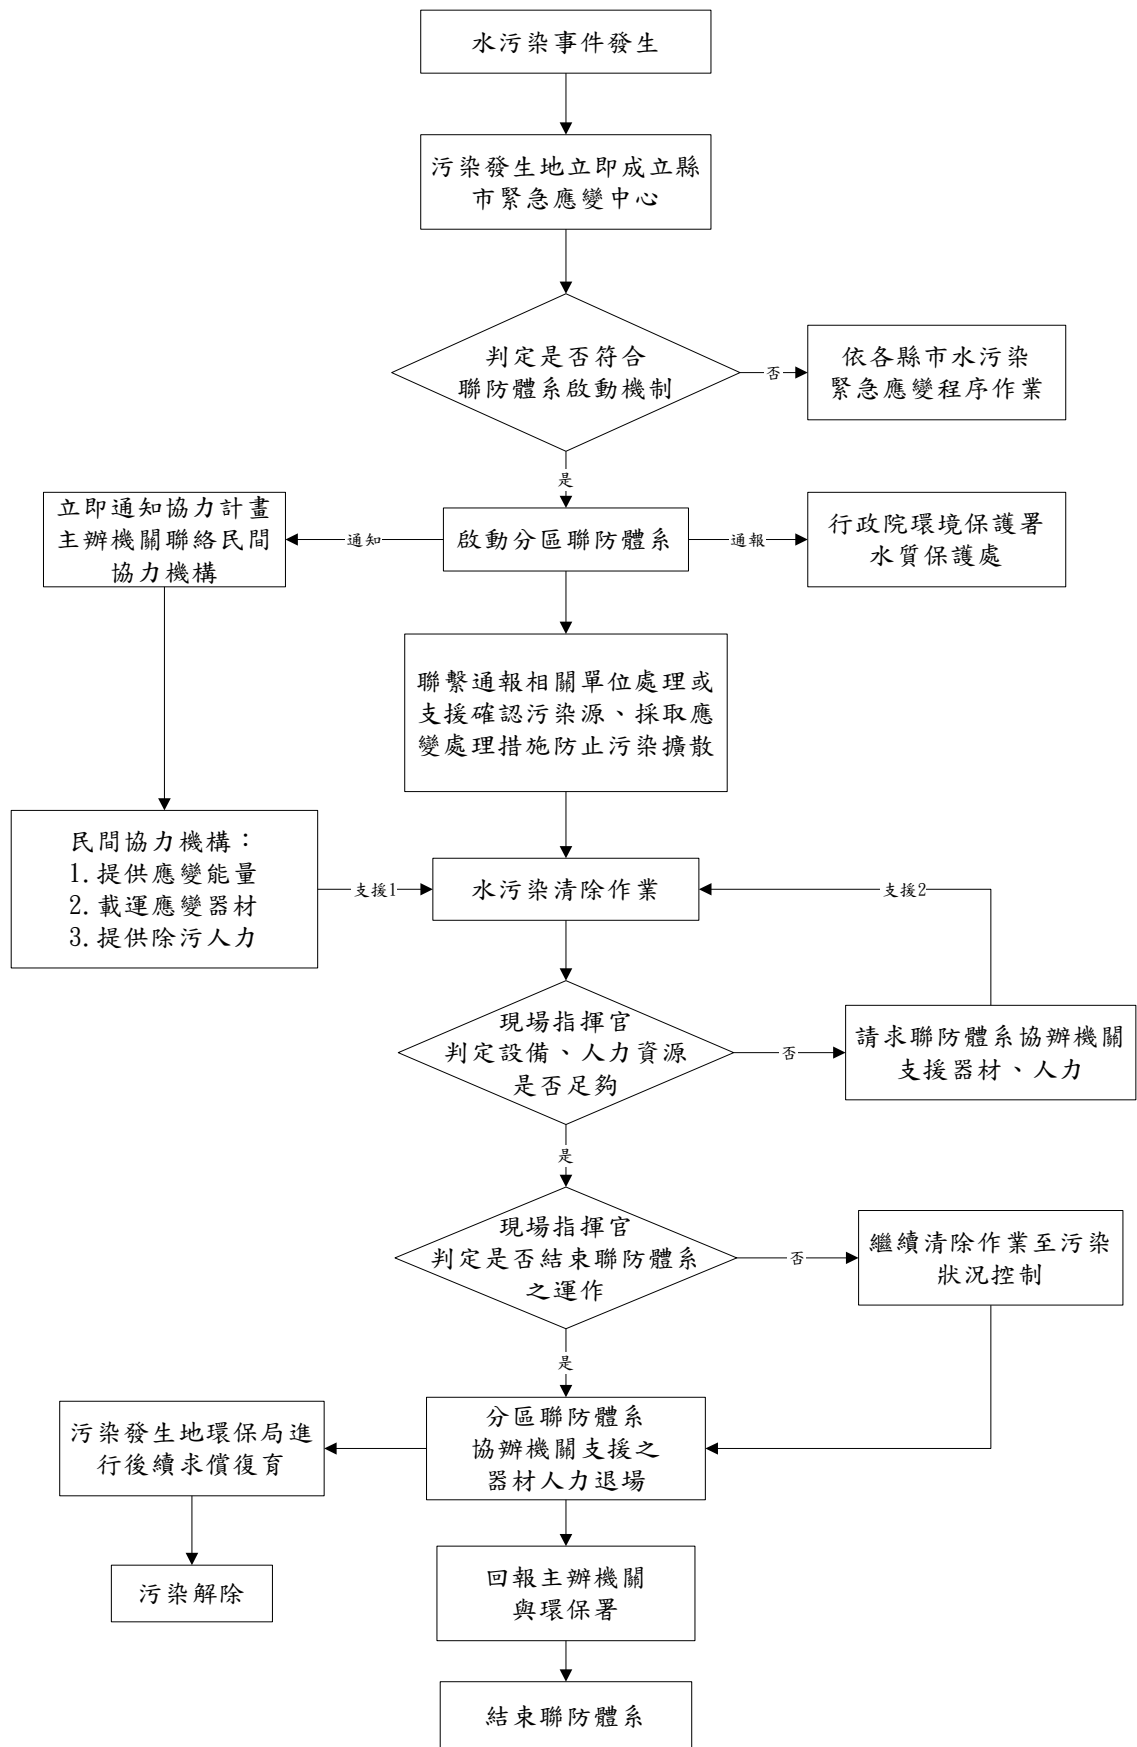 水污染事件發生
污染發生地立即成立縣
市緊急應變中心
判定是否符合
聯防體系啟動機制
否
依各縣市水污染
緊急應變程序作業
是
立即通知協力計畫
主辦機關聯絡民間
協力機構
通知
啟動分區聯防體系
通報
行政院環境保護署
水質保護處
聯繫通報相關單位處理或
支援確認污染源、採取應
變處理措施防止污染擴散
民間協力機構：
1.提供應變能量
2.載運應變器材
3.提供除污人力
支援1
水污染清除作業
支援2
現場指揮官
判定設備、人力資源
是否足夠
否
請求聯防體系協辦機關
支援器材、人力
是
現場指揮官
判定是否結束聯防體系
之運作
否
繼續清除作業至污染
狀況控制
是
污染發生地環保局進
行後續求償復育
分區聯防體系
協辦機關支援之
器材人力退場
污染解除
回報主辦機關
與環保署
結束聯防體系